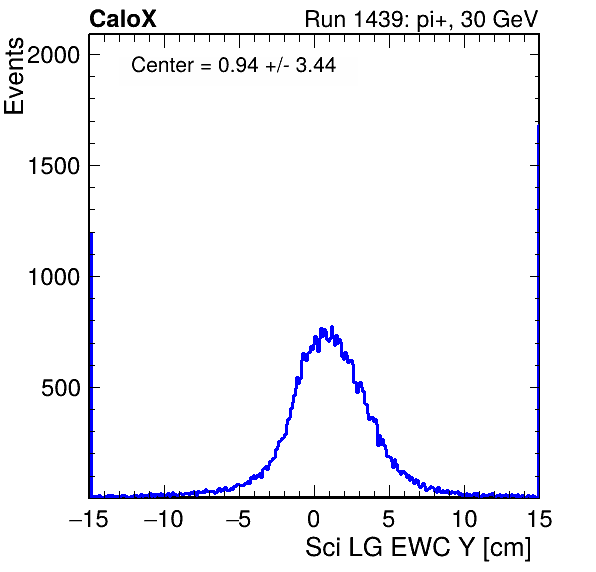 CaloX Run 1439: pi+, 30 GeV
Events
Center = 0.94 +/- 3.44
2000
1500
1000
500
−15 −10 −5 0 5 10 15
Sci LG EWC Y [cm]